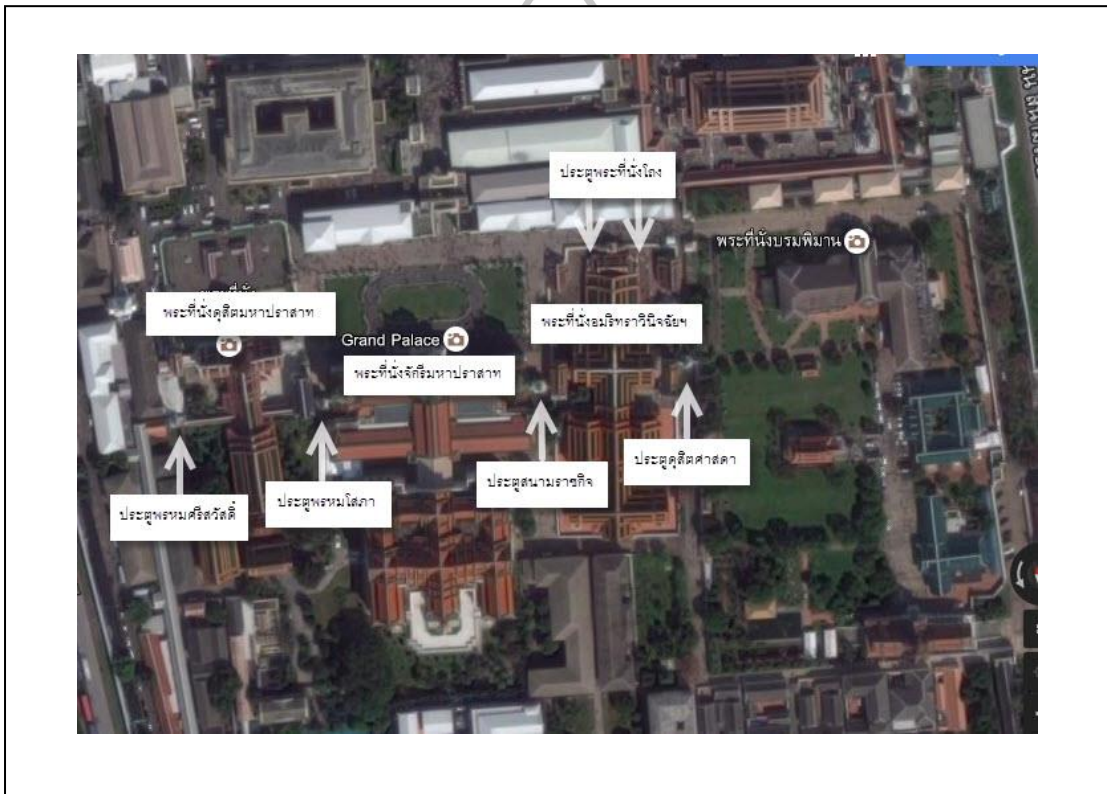 ประตูพระที่นั่งโถง
พระที่นั่งบรมพิมาน
พระที่นั่ง
พระที่นั่งดุสิตมหาปราสาท
พระที่นั่งอมริทราวินิจฉัยฯ
Grand Palace
พระที่นั่งจักรีมหาปราสาท
ประตูดุสิตศาสดา
ประตูสนามราชกิจ
ประตูพรหมโสภา
ประตูพรหมศรีสวัสดิ์